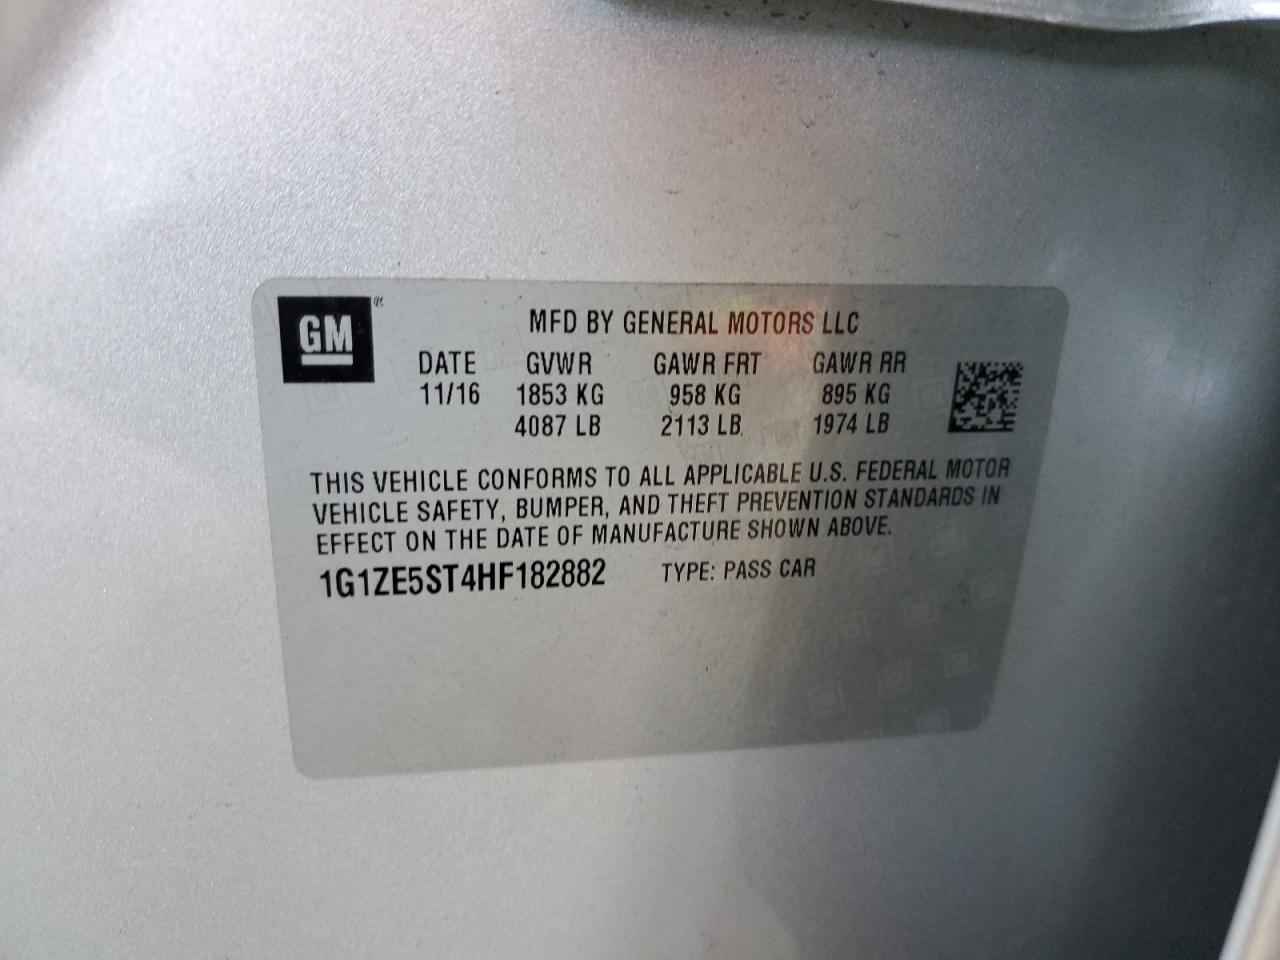 GM®
MFD BY GENERAL MOTORS LLC
DATE GVWR GAWR FRT GAWR RR
11/16 1853 KG 958 KG 895 KG
4087 LB 2113 LB 1974 LB
THIS VEHICLE CONFORMS TO ALL APPLICABLE U.S. FEDERAL MOTOR
VEHICLE SAFETY, BUMPER, AND THEFT PREVENTION STANDARDS IN
EFFECT ON THE DATE OF MANUFACTURE SHOWN ABOVE.
1G1ZE5ST4HF182882 TYPE: PASS CAR